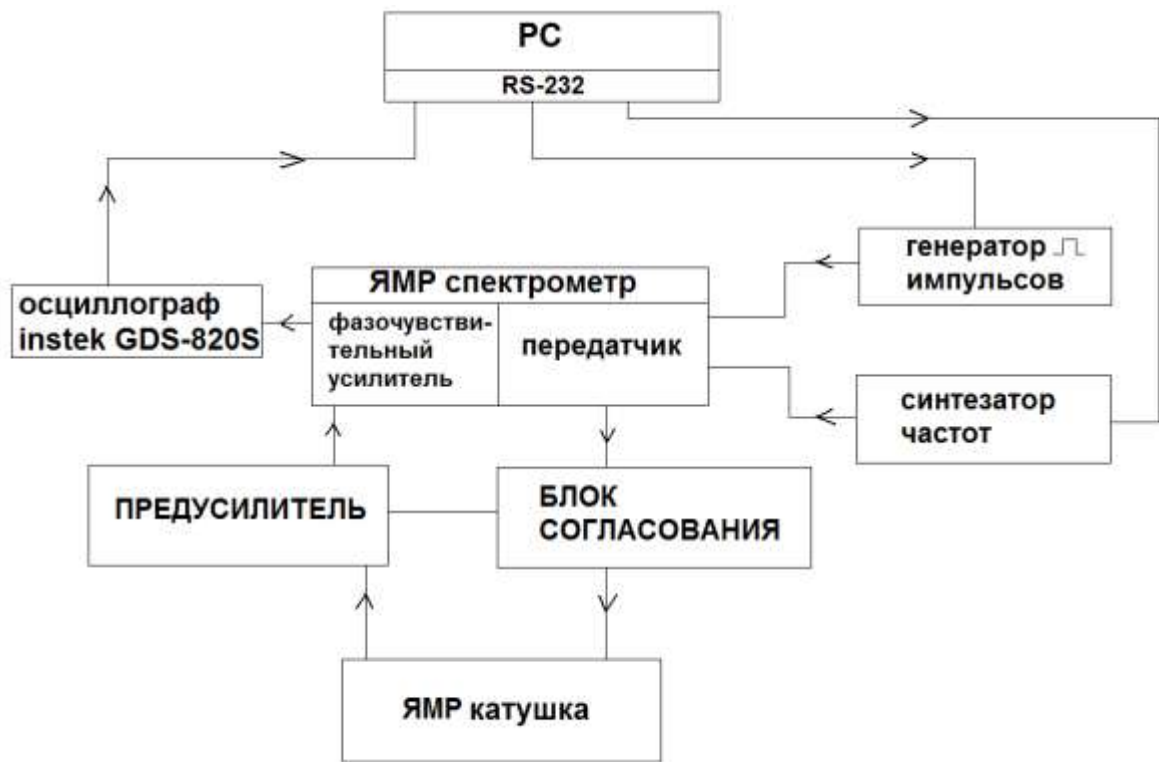 PC
RS-232
генератор
импульсов
ЯМР спектрометр
осциллограф
instek GDS-820S
фазочувстви-
тельный
усилитель
передатчик
синтезатор
частот
ПРЕДУСИЛИТЕЛЬ
БЛОК
СОГЛАСОВАНИЯ
ЯМР катушка